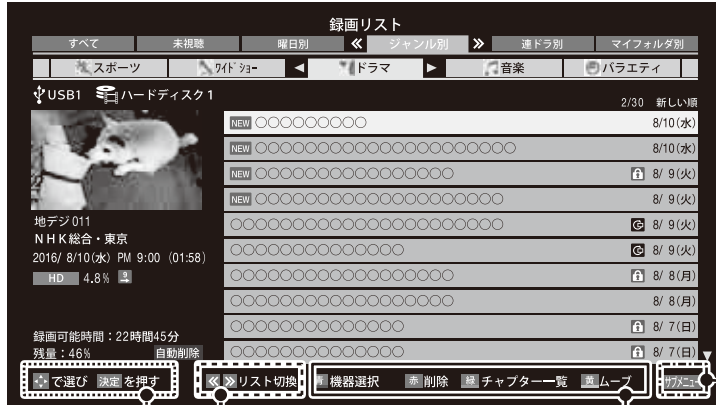 録画リスト
すべて 未視聴 曜日別 ≪ ジャンル別 ≫ 連ドラ別 マイフォルダ別
スポーツ ワイドショー ◀ ドラマ ▶ 音楽 バラエティ
USB1 ハードディスク1
2/30 新しい順
NEW ○○○○○○○○○ 8/10(水)
NEW ○○○○○○○○○○○○○○○○○○○○○ 8/10(水)
NEW ○○○○○○○○○○○○○○○○ 8/ 9(火)
NEW ○○○○○○○○○○○○○○○○○○○○ 8/ 9(火)
○○○○○○○○○○○○○○○○○○○○○○ G 8/ 9(火)
○○○○○○○○○○○○○○ G 8/ 9(火)
○○○○○○○○○○○○○○○○○○ 8/ 8(月)
○○○○○○○○○○○○○○○○○○ 8/ 8(月)
○○○○○○○○○○○○○○ 8/ 7(日)
○○○○○○○○○○○○○○ 8/ 7(日)
地デジ011
NHK総合・東京
2016/ 8/10(水) PM 9:00 (01:58)
HD 4.8% 9
録画可能時間:22時間45分
残量:46% 自動削除
で選び 決定 を押す ≪ ≫ リスト切換 青 機器選択 赤 削除 緑 チャプター一覧 黄 ムーブ サブメニュー